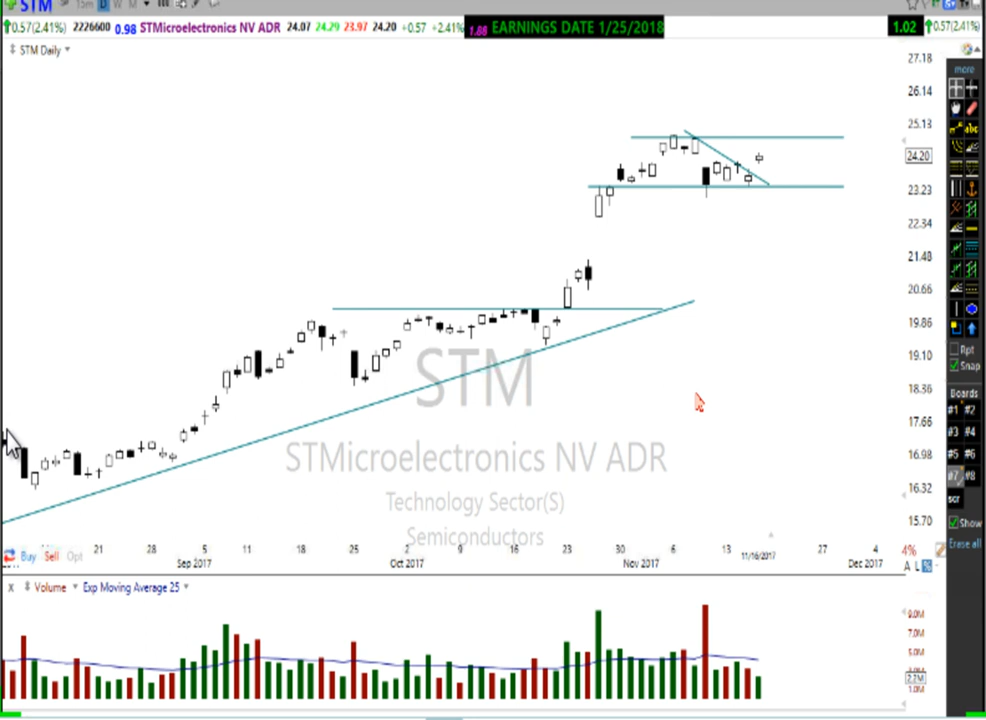 STM 15m D W M
0.57(2.41%) 2226600 0.98 STMicroelectronics NV ADR 24.07 24.29 23.97 24.20 +0.57 +2.41% 1.88 EARNINGS DATE 1/25/2018 1.02 0.57(2.41%)
STM Daily
more
27.18
26.14
25.13
24.20
23.23
22.34
21.48
20.66
19.86
19.10
18.36
17.66
16.98
16.32
15.70
abc
Rpt
Snap
Boards
#1 #2
#3 #4
#5 #6
#7 #8
scr
Show
Erase all
STM
STMicroelectronics NV ADR
Technology Sector(S)
Semiconductors
Buy Sell Opt
21 28 5 11 18 25 2 9 16 23 30 6 13 11/16/2017 27 4 4%
Sep 2017 Oct 2017 Nov 2017 Dec 2017 A L %
X Volume Exp Moving Average 25
9.0M
7.0M
5.0M
2.2M
1.0M